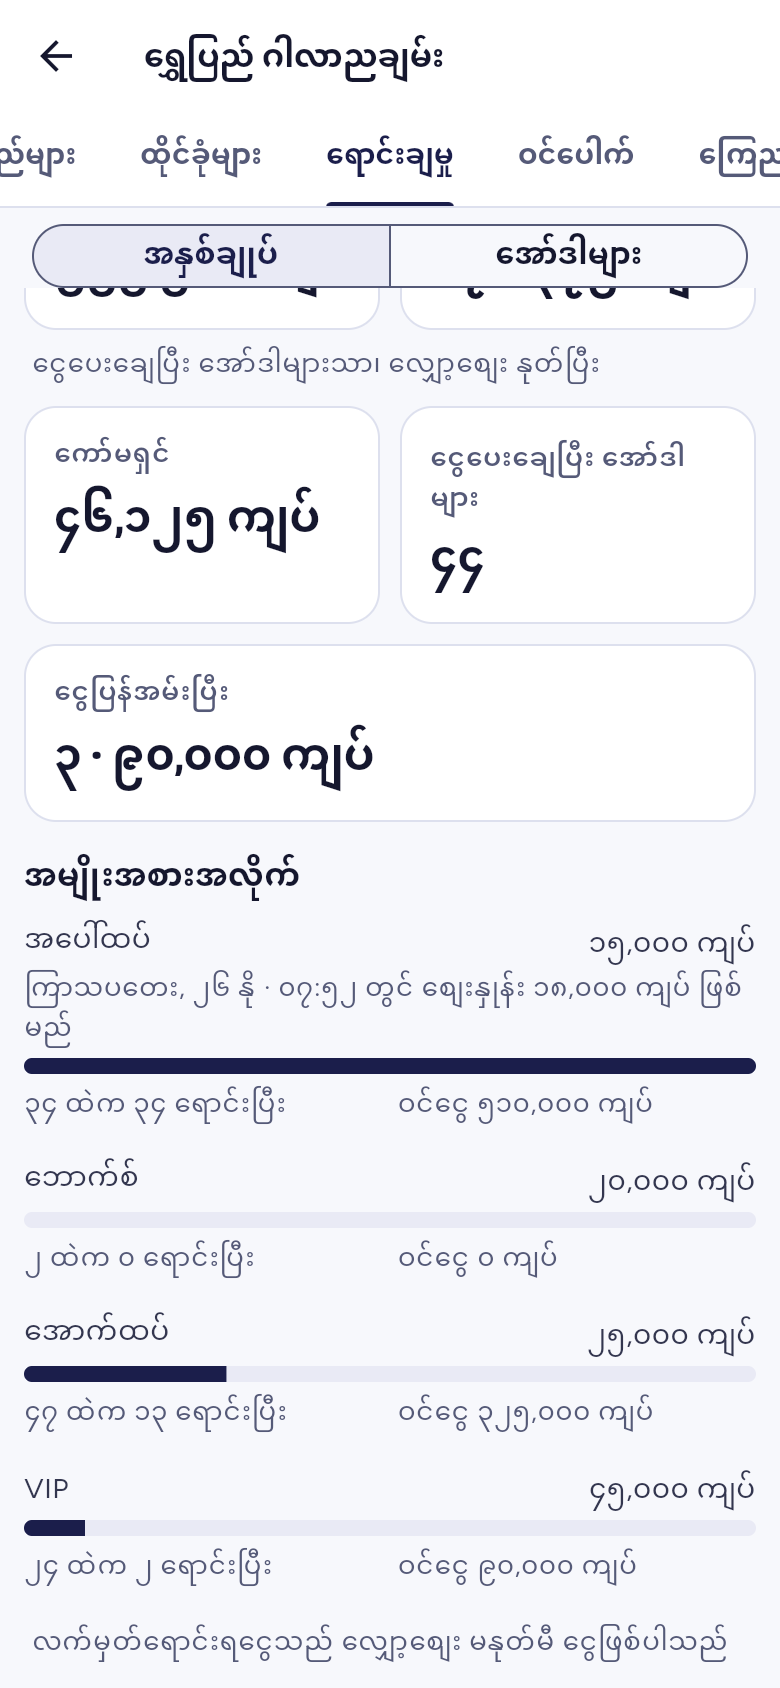 ရွှေပြည် ဂါလာညချမ်း
ထိုင်ခုံများ ရောင်းချမှု ဝင်ပေါက်
အနှစ်ချုပ် အော်ဒါများ
ငွေပေးချေပြီး အော်ဒါများသာ၊ လျှော့ဈေး နုတ်ပြီး
ကော်မရှင်
၄၆,၁၂၅ ကျပ်
ငွေပေးချေပြီး အော်ဒါ
များ
၄၄
ငွေပြန်အမ်းပြီး
၃ · ၉၀,၀၀၀ ကျပ်
အမျိုးအစားအလိုက်
အပေါ်ထပ် ၁၅,၀၀၀ ကျပ်
ကြာသပတေး, ၂၆ နို · ၀၇:၅၂ တွင် ဈေးနှုန်း ၁၈,၀၀၀ ကျပ် ဖြစ်
မည်
၃၄ ထဲက ၃၄ ရောင်းပြီး ဝင်ငွေ ၅၁၀,၀၀၀ ကျပ်
ဘောက်စ် ၂၀,၀၀၀ ကျပ်
၂ ထဲက ၀ ရောင်းပြီး ဝင်ငွေ ၀ ကျပ်
အောက်ထပ် ၂၅,၀၀၀ ကျပ်
၄၇ ထဲက ၁၃ ရောင်းပြီး ဝင်ငွေ ၃၂၅,၀၀၀ ကျပ်
VIP ၄၅,၀၀၀ ကျပ်
၂၄ ထဲက ၂ ရောင်းပြီး ဝင်ငွေ ၉၀,၀၀၀ ကျပ်
လက်မှတ်ရောင်းရငွေသည် လျှော့ဈေး မနုတ်မီ ငွေဖြစ်ပါသည်